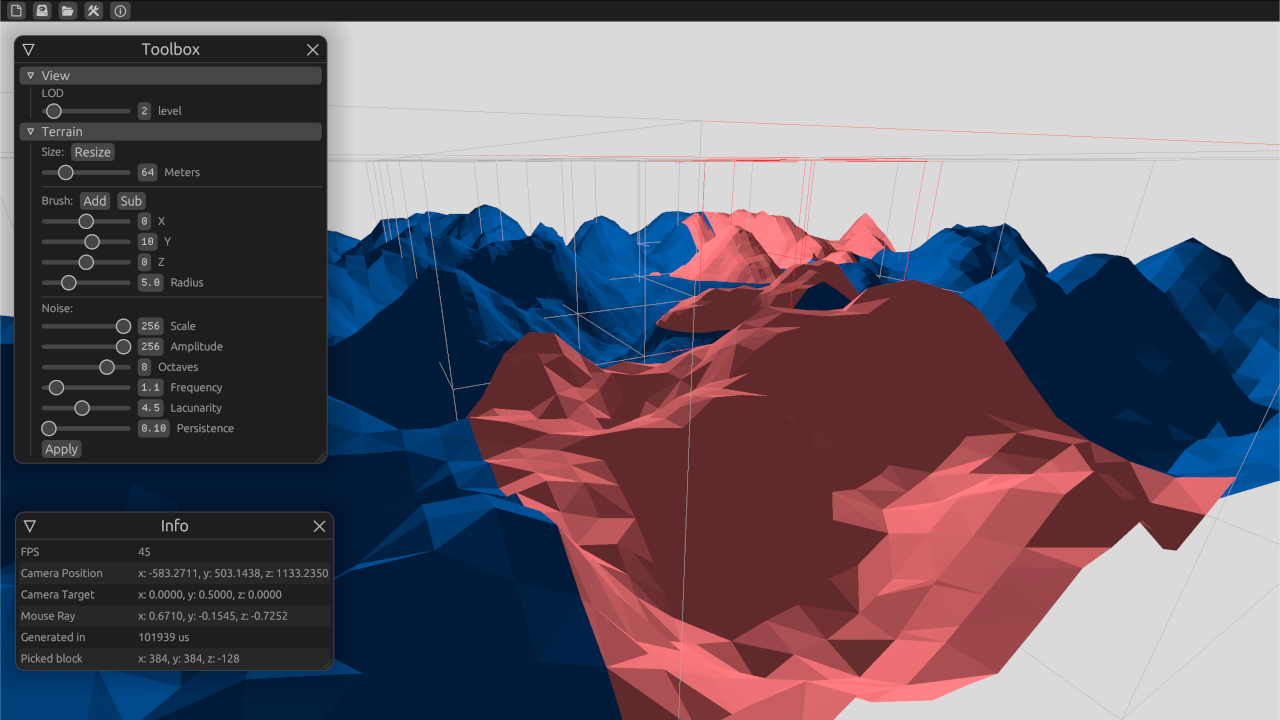 Toolbox
View
LOD
2 level
Terrain
Size: Resize
64 Meters
Brush: Add Sub
0 X
10 Y
0 Z
5.0 Radius
Noise:
256 Scale
256 Amplitude
8 Octaves
1.1 Frequency
4.5 Lacunarity
0.10 Persistence
Apply
Info
FPS 45
Camera Position x: -583.2711, y: 503.1438, z: 1133.2350
Camera Target x: 0.0000, y: 0.5000, z: 0.0000
Mouse Ray x: 0.6710, y: -0.1545, z: -0.7252
Generated in 101939 us
Picked block x: 384, y: 384, z: -128